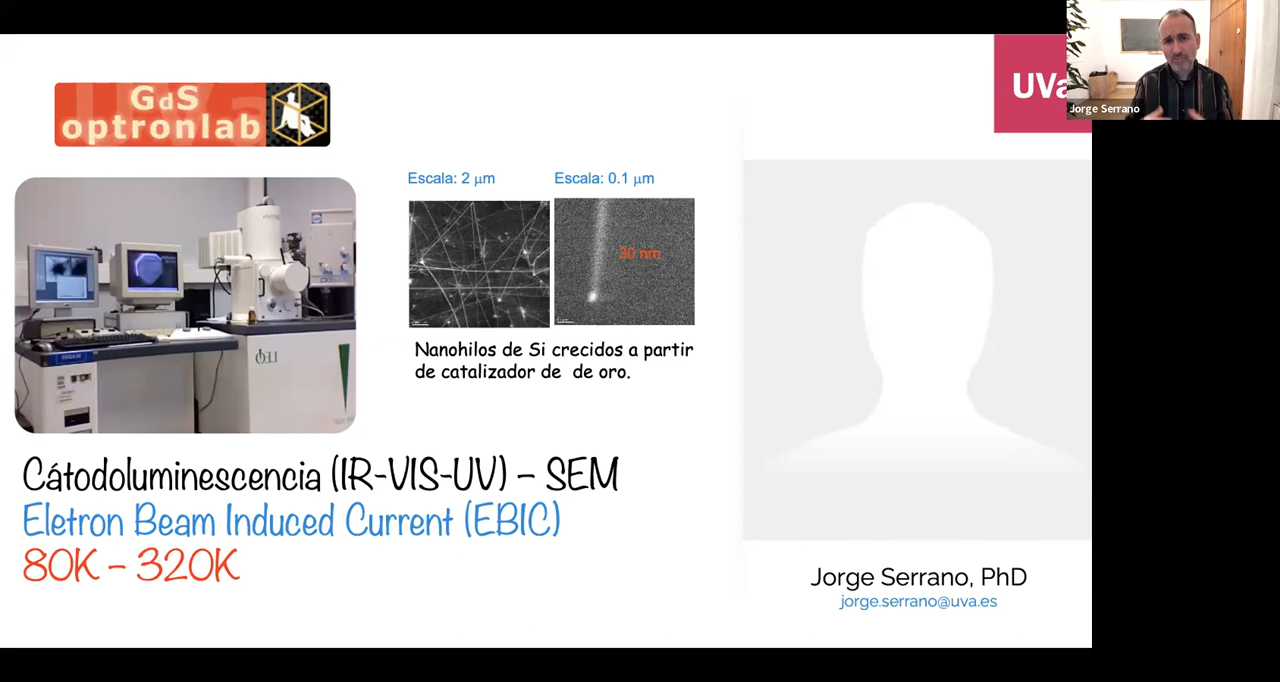 GdS
optronlab
UVa
Jorge Serrano
Escala: 2 μm
Escala: 0.1 μm
30 nm
Nanohilos de Si crecidos a partir
de catalizador de de oro.
LEO
Cátodoluminescencia (IR-VIS-UV) – SEM
Eletron Beam Induced Current (EBIC)
80K – 320K
Jorge Serrano, PhD
jorge.serrano@uva.es